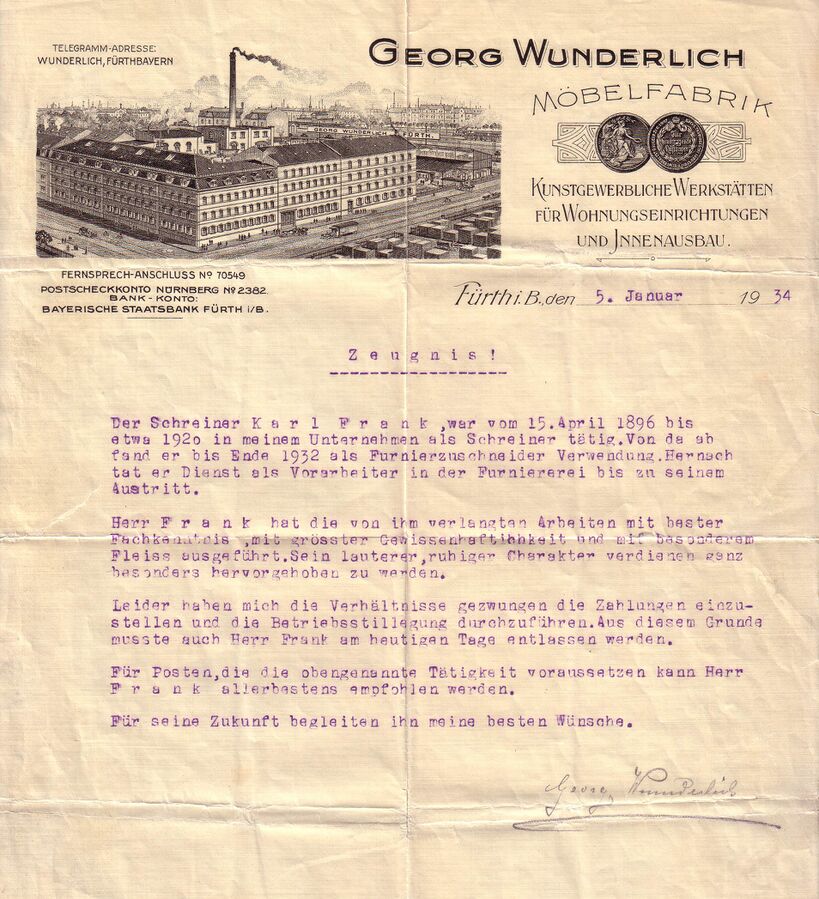 TELEGRAMM-ADRESSE:
WUNDERLICH, FÜRTHBAYERN
GEORG WUNDERLICH
MÖBELFABRIK
GEORG WUNDERLICH FÜRTH
KUNSTGEWERBLICHE WERKSTÄTTEN
FÜR WOHNUNGSEINRICHTUNGEN
UND JNNENAUSBAU.
FERNSPRECH-ANSCHLUSS Nº 70549
POSTSCHECKKONTO NÜRNBERG Nº 2382.
BANK-KONTO:
BAYERISCHE STAATSBANK FÜRTH i/B.
Fürth i. B., den 5. Januar 1934
Z e u g n i s !
Der Schreiner K a r l F r a n k ,war vom 15.April 1896 bis
etwa 192o in meinem Unternehmen als Schreiner tätig.Von da ab
fand er bis Ende 1932 als Furnierzuschneider Verwendung.Hernach
tat er Dienst als Vorarbeiter in der Furniererei bis zu seinem
Austritt.
Herr F r a n k hat die von ihm verlangten Arbeiten mit bester
Fachkenntnis ,mit grösster Gewissenhaftihhkeit und mif besonderem
Fleiss ausgeführt.Sein lauterer,ruhiger Charakter verdienen ganz
besonders hervorgehoben zu werden.
Leider haben mich die Verhältnisse gezwungen die Zahlungen einzu-
stellen und die Betriebsstillegung durchzuführen.Aus diesem Grunde
musste auch Herr Frank am heutigen Tage entlassen werden.
Für Posten,die die obengenannte Tätigkeit voraussetzen kann Herr
F r a n k allerbestens empfohlen werden.
Für seine Zukunft begleiten ihn meine besten Wünsche.
Georg Wunderlich